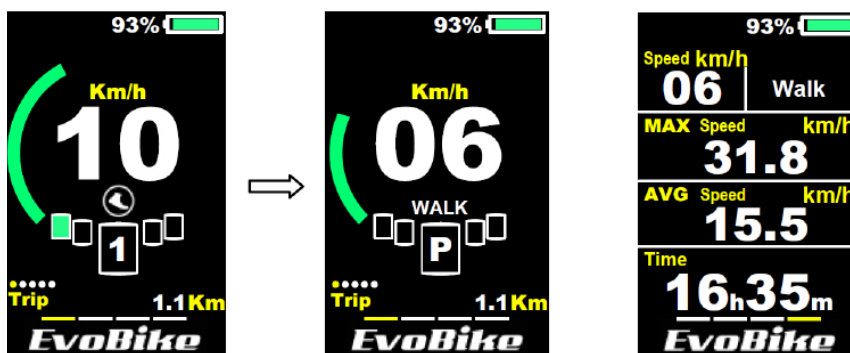 93%
Km/h
10
1
Trip 1.1Km
EvoBike
93%
Km/h
06
WALK
P
Trip 1.1Km
EvoBike
93%
Speed km/h
06 Walk
MAX Speed km/h
31.8
AVG Speed km/h
15.5
Time
16h35m
EvoBike